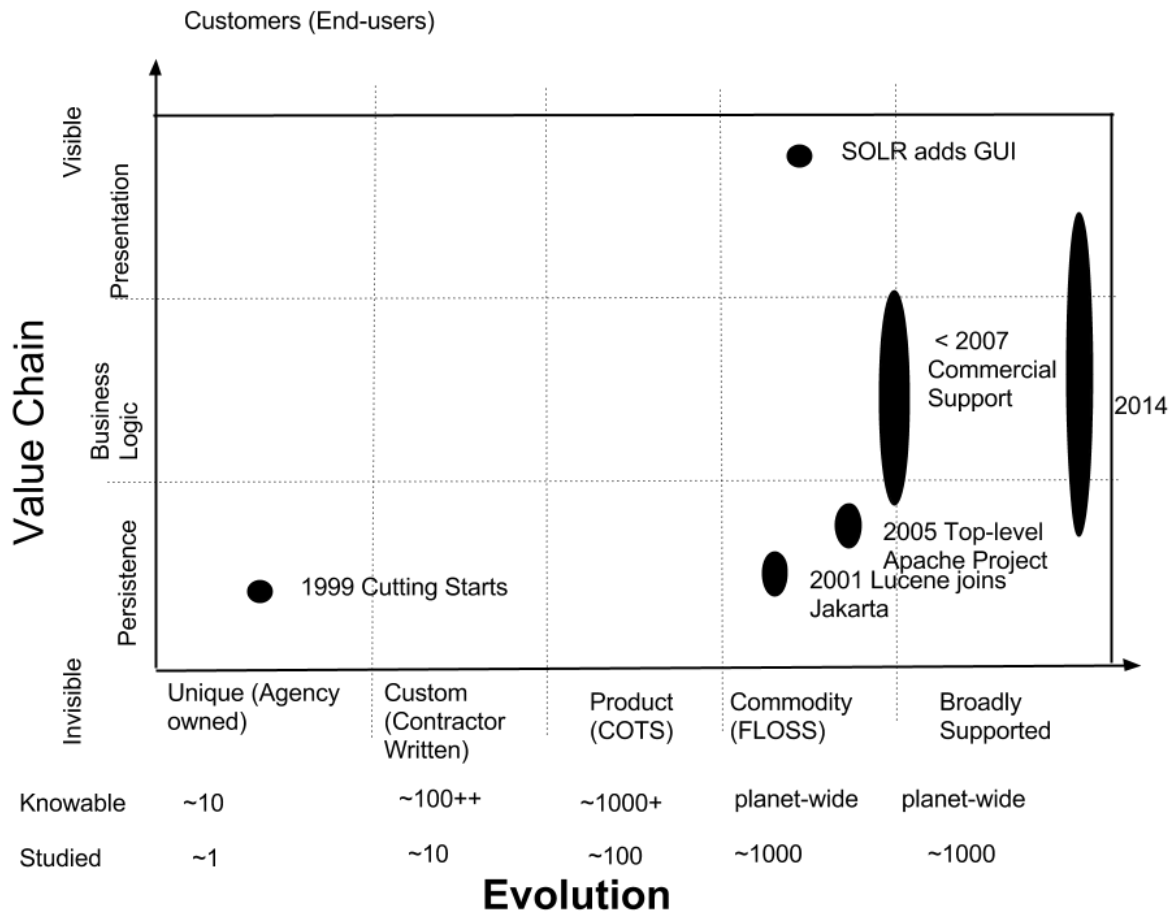 Customers (End-users)
Visible
Presentation
Business
Logic
Persistence
Invisible
Value Chain
SOLR adds GUI
< 2007
Commercial
Support
2014
2005 Top-level
Apache Project
2001 Lucene joins
Jakarta
1999 Cutting Starts
Unique (Agency
owned)
Custom
(Contractor
Written)
Product
(COTS)
Commodity
(FLOSS)
Broadly
Supported
Knowable ~10 ~100++ ~1000+ planet-wide planet-wide
Studied ~1 ~10 ~100 ~1000 ~1000
Evolution